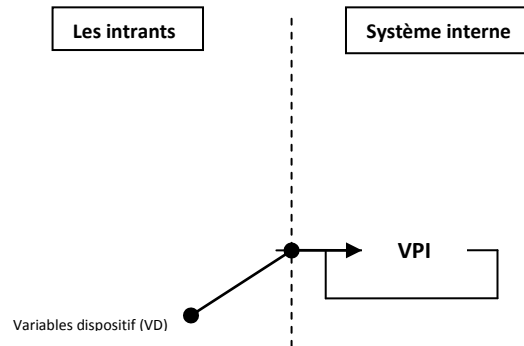 Les intrants
Système interne
VPI
Variables dispositif (VD)